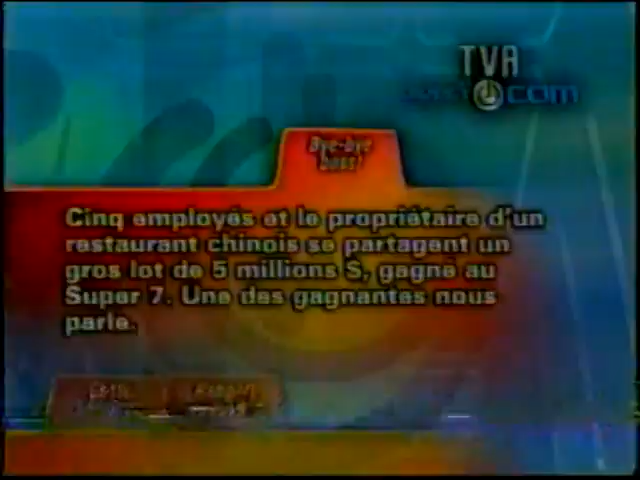 TVA
.com
Bye-bye
boss!
Cinq employés et le propriétaire d'un
restaurant chinois se partagent un
gros lot de 5 millions $, gagné au
Super 7. Une des gagnantes nous
parle.